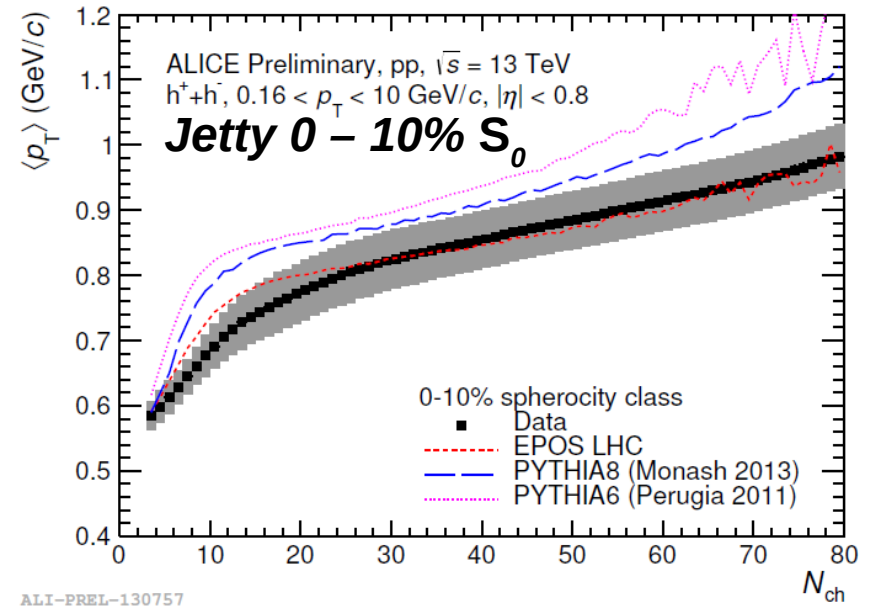 ⟨p_T⟩ (GeV/c)
1.2
1.1
1
0.9
0.8
0.7
0.6
0.5
0.4
ALICE Preliminary, pp, √s = 13 TeV
h⁺+h⁻, 0.16 < p_T < 10 GeV/c, |η| < 0.8
Jetty 0 – 10% S₀
0-10% spherocity class
Data
EPOS LHC
PYTHIA8 (Monash 2013)
PYTHIA6 (Perugia 2011)
0 10 20 30 40 50 60 70 80
N_ch
ALI-PREL-130757